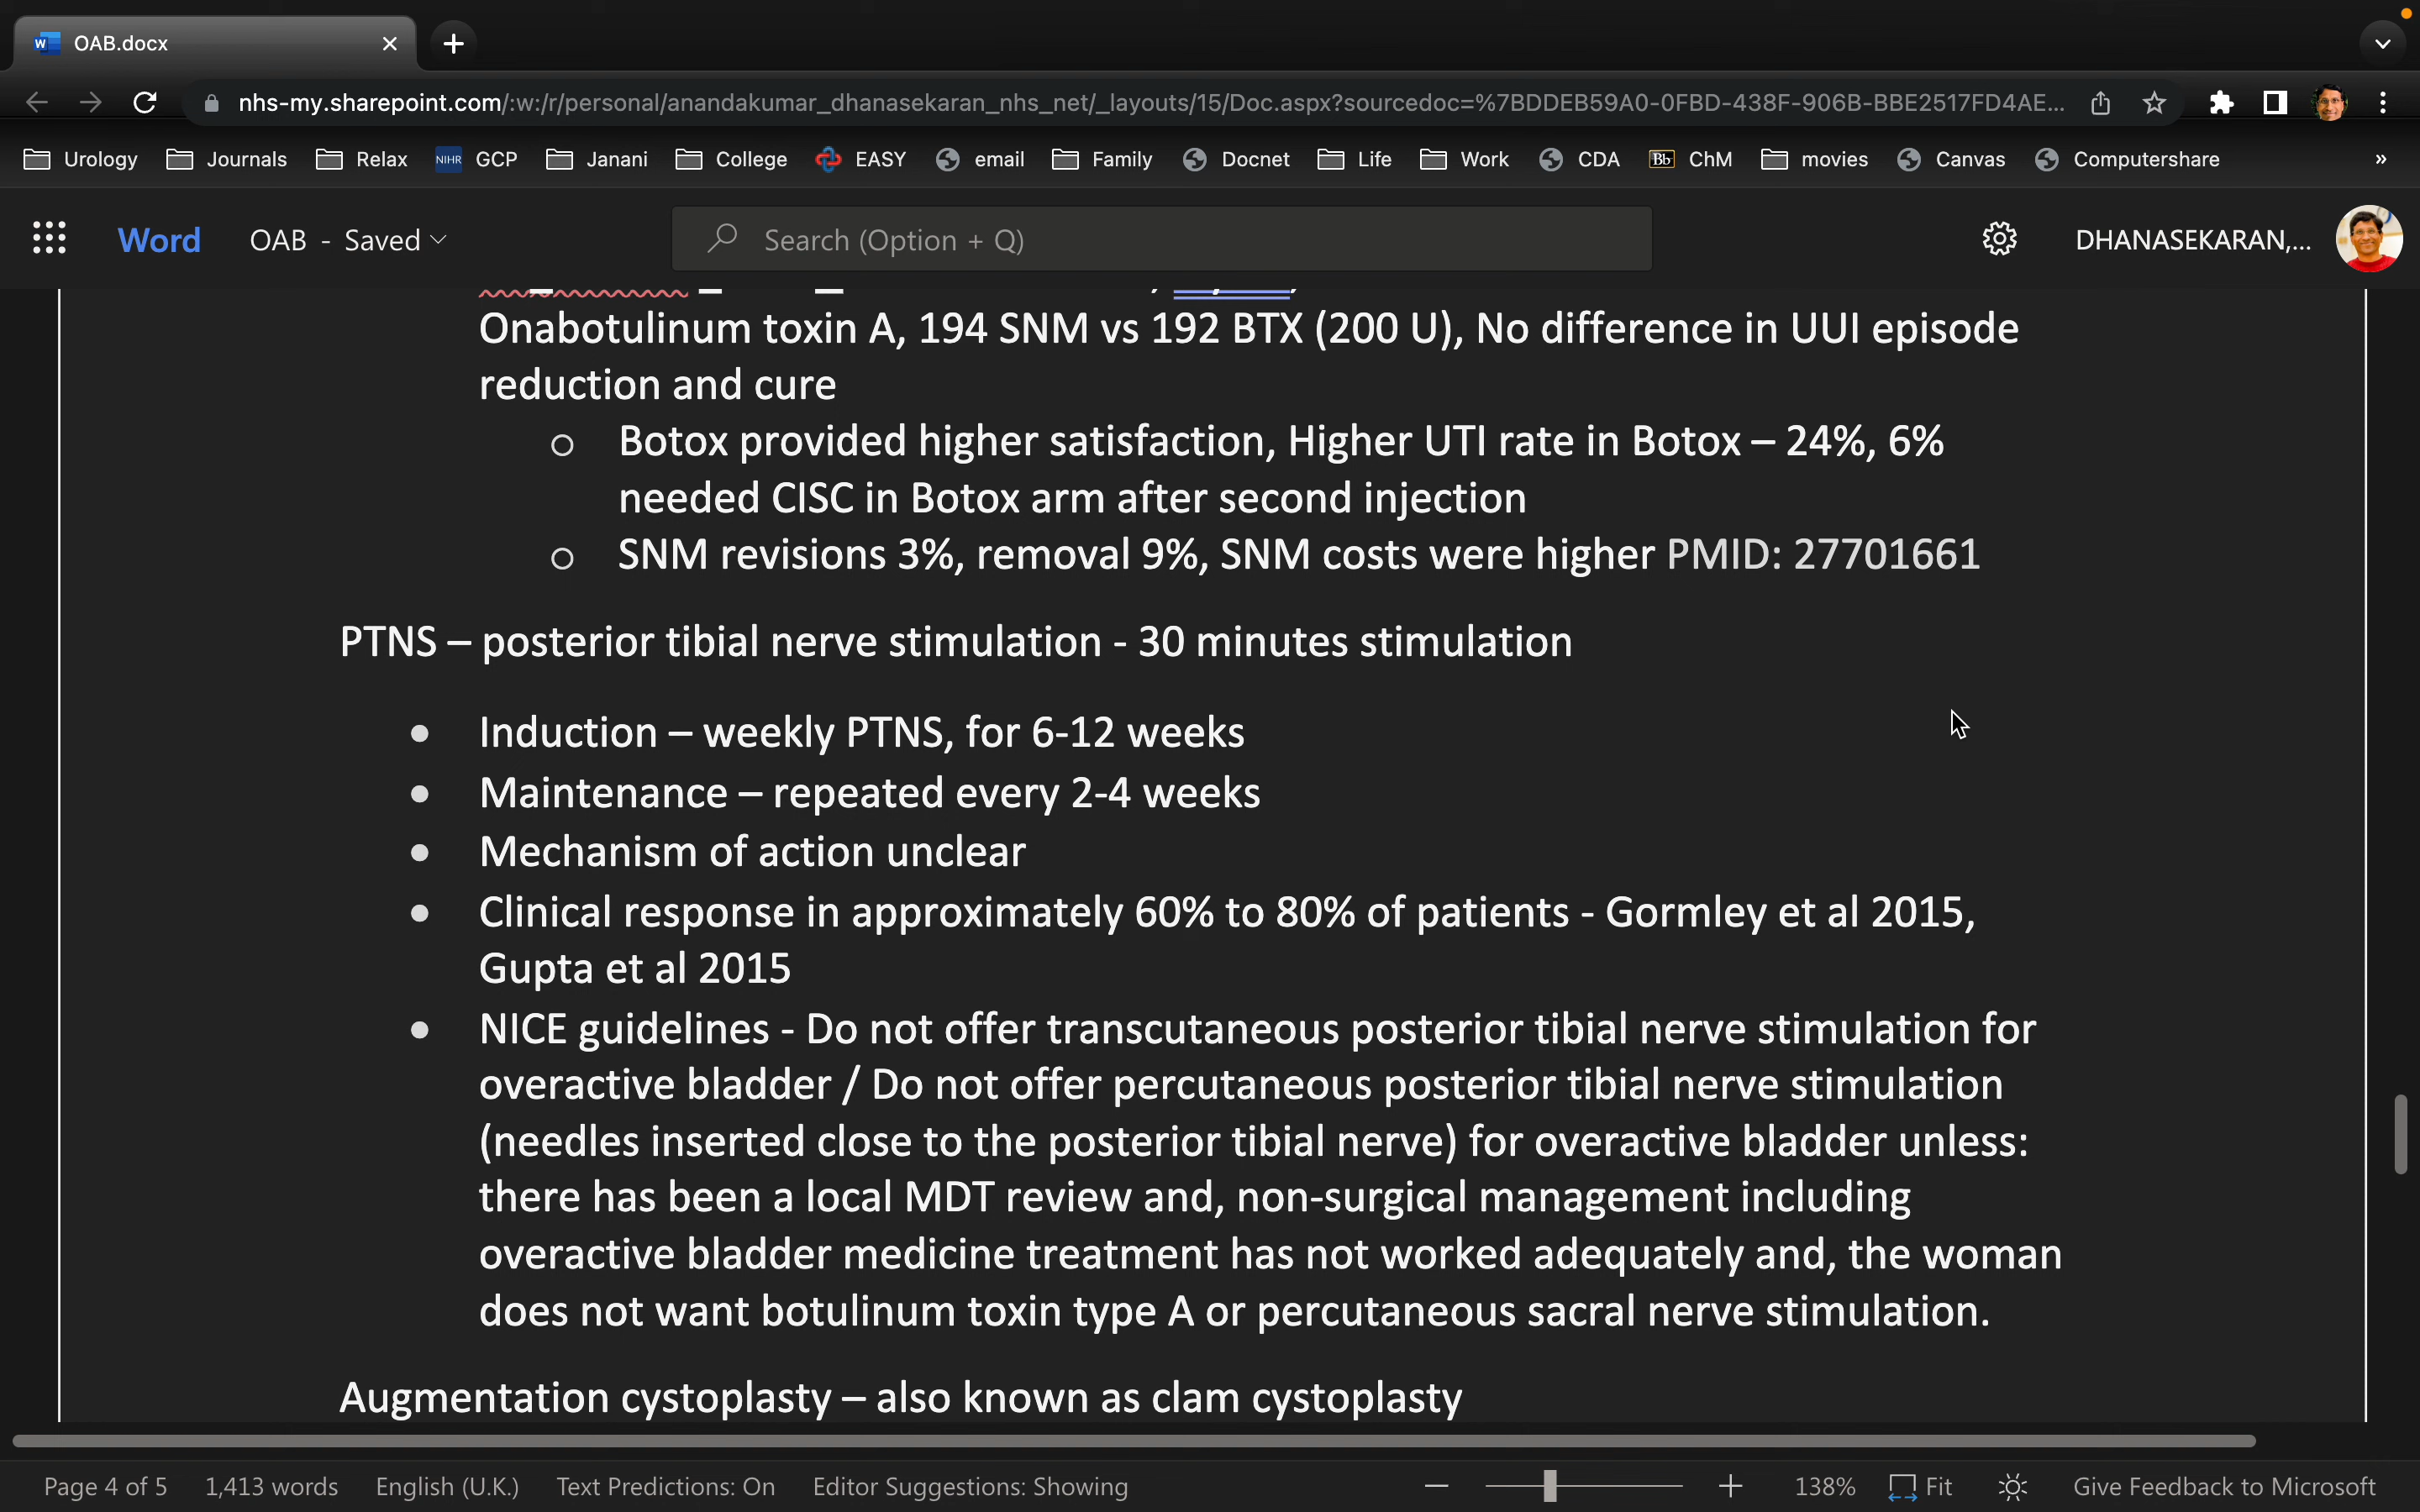 OAB.docx
nhs-my.sharepoint.com/:w:/r/personal/anandakumar_dhanasekaran_nhs_net/_layouts/15/Doc.aspx?sourcedoc=%7BDDEB59A0-0FBD-438F-906B-BBE2517FD4AE...
Urology Journals Relax NIHR GCP Janani College EASY email Family Docnet Life Work CDA Bb ChM movies Canvas Computershare »
Word OAB - Saved Search (Option + Q) DHANASEKARAN,...
Onabotulinum toxin A, 194 SNM vs 192 BTX (200 U), No difference in UUI episode
reduction and cure
○ Botox provided higher satisfaction, Higher UTI rate in Botox – 24%, 6%
needed CISC in Botox arm after second injection
○ SNM revisions 3%, removal 9%, SNM costs were higher PMID: 27701661
PTNS – posterior tibial nerve stimulation - 30 minutes stimulation
• Induction – weekly PTNS, for 6-12 weeks
• Maintenance – repeated every 2-4 weeks
• Mechanism of action unclear
• Clinical response in approximately 60% to 80% of patients - Gormley et al 2015,
Gupta et al 2015
• NICE guidelines - Do not offer transcutaneous posterior tibial nerve stimulation for
overactive bladder / Do not offer percutaneous posterior tibial nerve stimulation
(needles inserted close to the posterior tibial nerve) for overactive bladder unless:
there has been a local MDT review and, non-surgical management including
overactive bladder medicine treatment has not worked adequately and, the woman
does not want botulinum toxin type A or percutaneous sacral nerve stimulation.
Augmentation cystoplasty – also known as clam cystoplasty
Page 4 of 5 1,413 words English (U.K.) Text Predictions: On Editor Suggestions: Showing 138% Fit Give Feedback to Microsoft